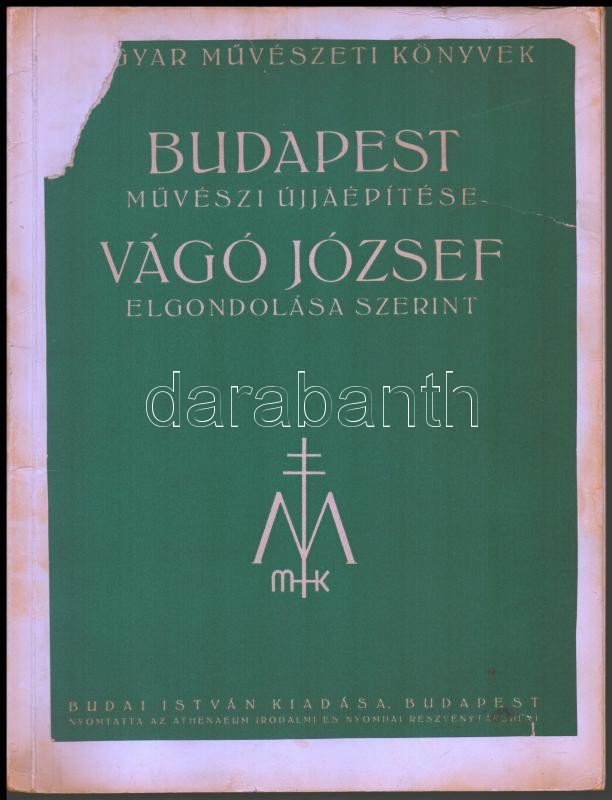 GYAR MŰVÉSZETI KÖNYVEK
BUDAPEST
MŰVÉSZI ÚJJÁÉPÍTÉSE
VÁGÓ JÓZSEF
ELGONDOLÁSA SZERINT
darabanth
M
MK
BUDAI ISTVÁN KIADÁSA, BUDAPEST
NYOMTATTA AZ ATHENAEUM IRODALMI ÉS NYOMDAI